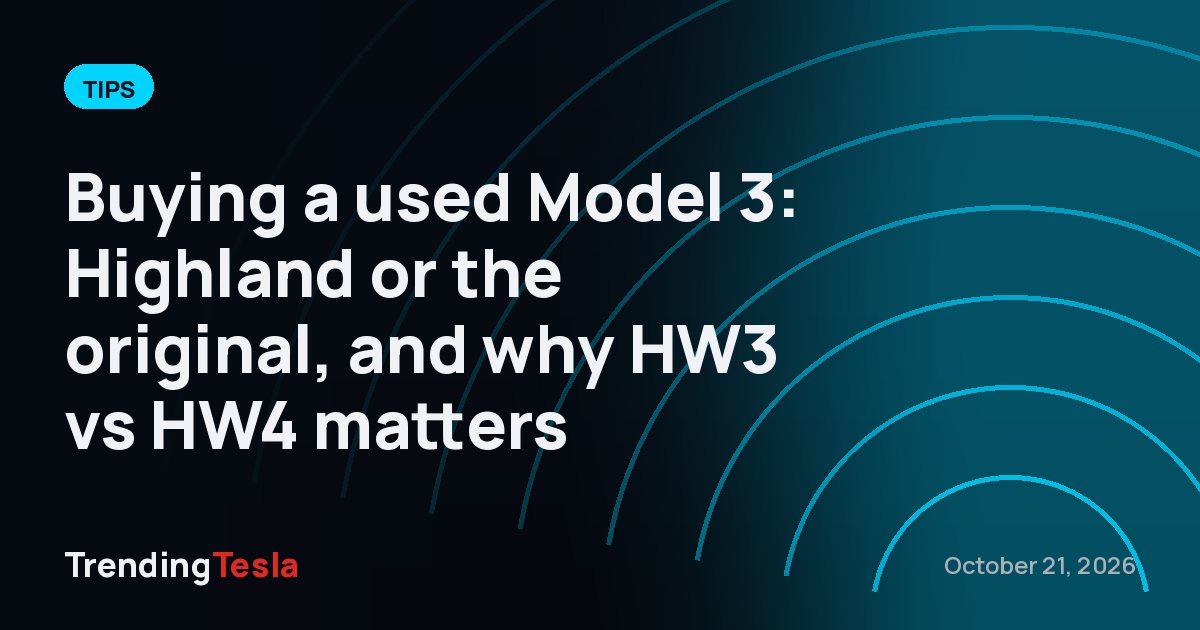 TIPS
Buying a used Model 3:
Highland or the
original, and why HW3
vs HW4 matters
TrendingTesla
October 21, 2026